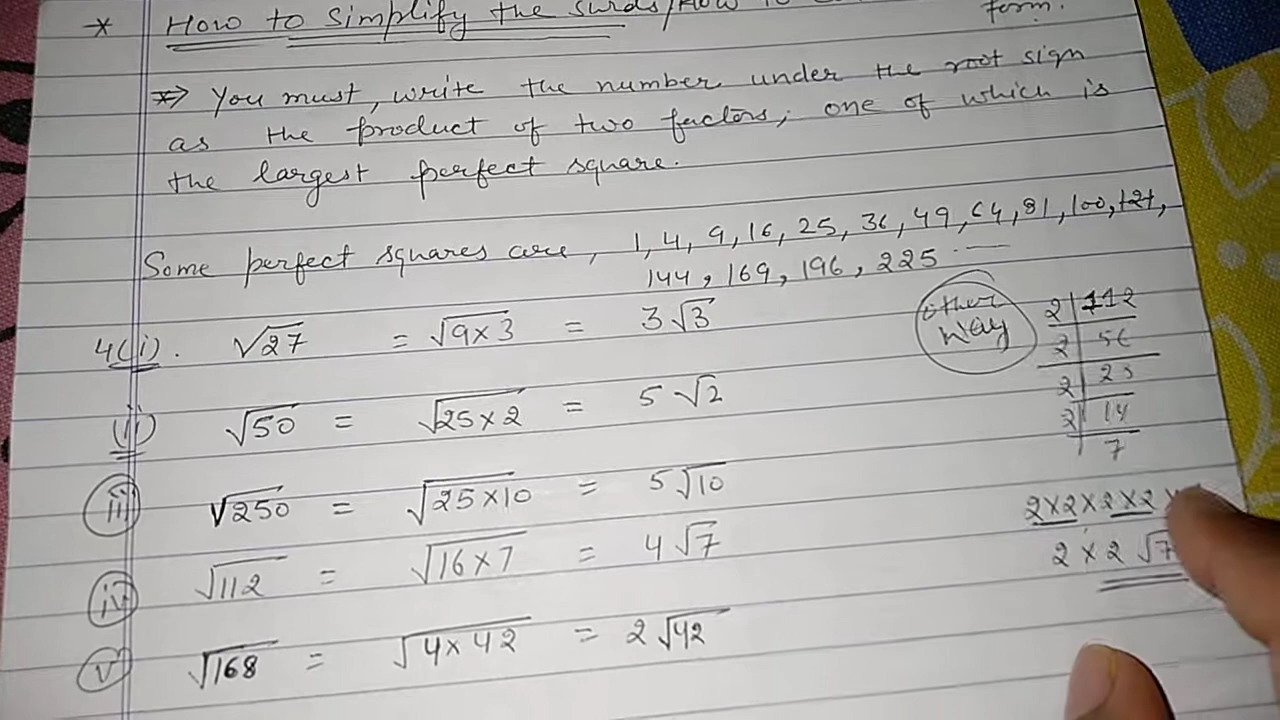 * How to simplify the surds/How to
form.
*⇒ You must, write the number under the root sign
as the product of two factors, one of which is
the largest perfect square.
Some perfect squares are, 1, 4, 9, 16, 25, 36, 49, 64, 81, 100, 121,
144, 169, 196, 225 ......
4(i). √27 = √9×3 = 3√3
(ii) √50 = √25×2 = 5√2
iii) √250 = √25×10 = 5√10
iv) √112 = √16×7 = 4√7
v) √168 = √4×42 = 2√42
other
way
2 | 112
2 | 56
2 | 28
2 | 14
7
2×2×2×2×
2×2√7